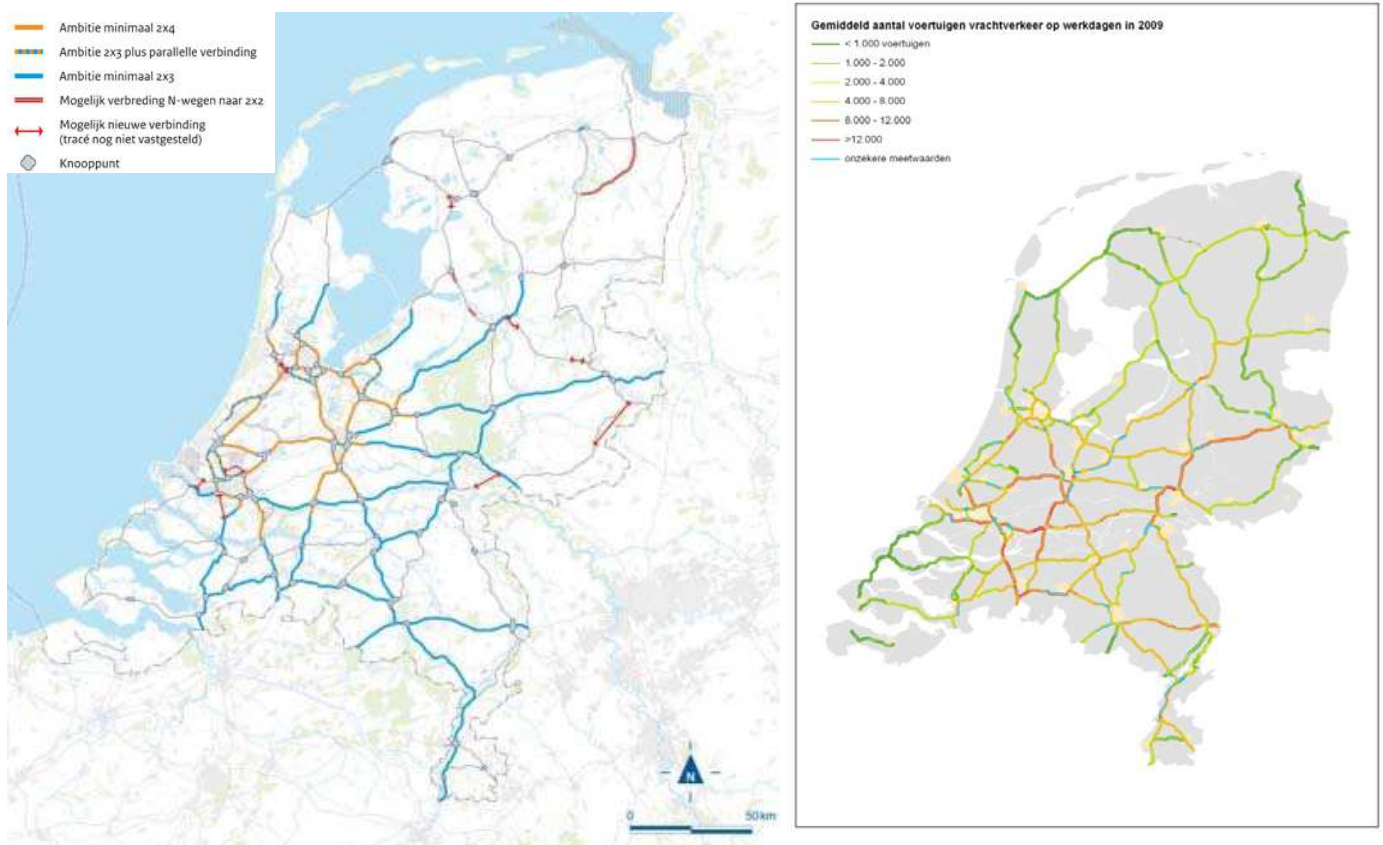 Ambitie minimaal 2x4
Ambitie 2x3 plus parallelle verbinding
Ambitie minimaal 2x3
Mogelijk verbreding N-wegen naar 2x2
Mogelijk nieuwe verbinding
(tracé nog niet vastgesteld)
Knooppunt
N
0 50 km
Gemiddeld aantal voertuigen vrachtverkeer op werkdagen in 2009
< 1.000 voertuigen
1.000 - 2.000
2.000 - 4.000
4.000 - 8.000
8.000 - 12.000
>12.000
onzekere meetwaarden